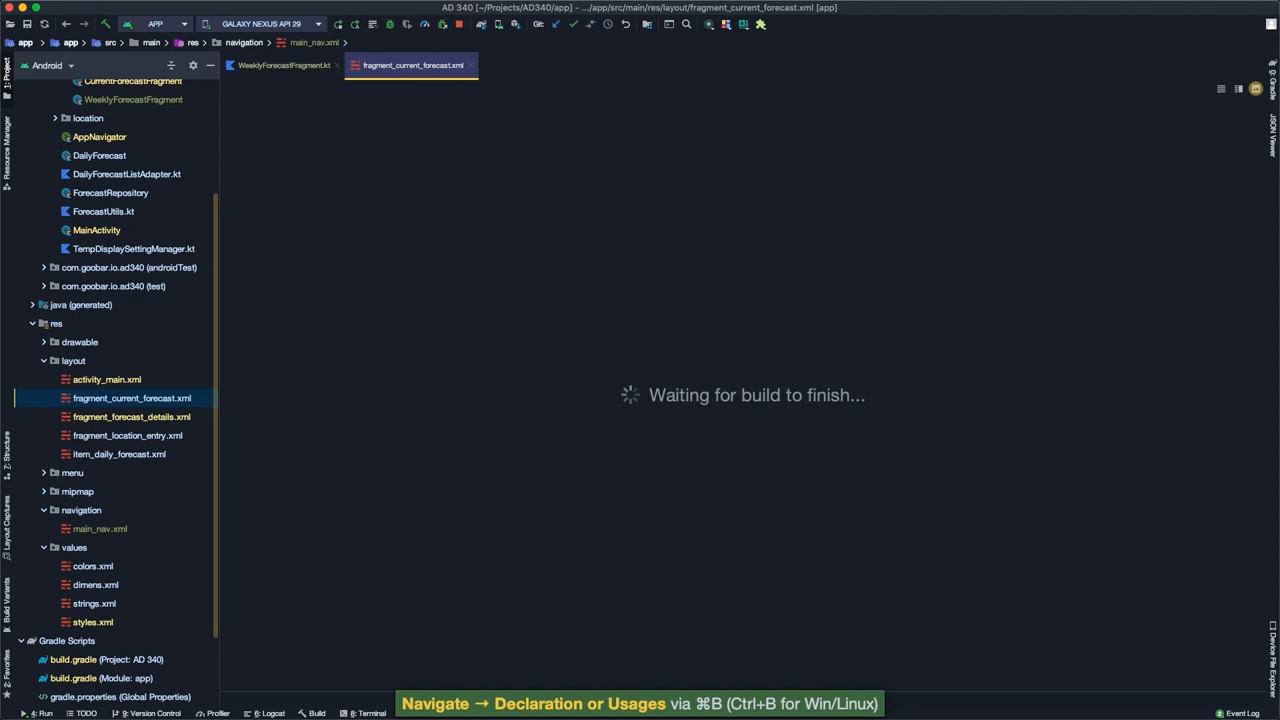 AD 340 [~/Projects/AD340/app] - .../app/src/main/res/layout/fragment_current_forecast.xml [app]
APP
GALAXY NEXUS API 29
Git:
app
app
src
main
res
navigation
main_nav.xml
Android
WeeklyForecastFragment.kt
fragment_current_forecast.xml
1: Project
Resource Manager
7: Structure
Layout Captures
Build Variants
2: Favorites
CurrentForecastFragment
WeeklyForecastFragment
location
AppNavigator
DailyForecast
DailyForecastListAdapter.kt
ForecastRepository
ForecastUtils.kt
MainActivity
TempDisplaySettingManager.kt
com.goobar.io.ad340 (androidTest)
com.goobar.io.ad340 (test)
java (generated)
res
drawable
layout
activity_main.xml
fragment_current_forecast.xml
fragment_forecast_details.xml
fragment_location_entry.xml
item_daily_forecast.xml
menu
mipmap
navigation
main_nav.xml
values
colors.xml
dimens.xml
strings.xml
styles.xml
Gradle Scripts
build.gradle (Project: AD 340)
build.gradle (Module: app)
gradle.properties (Global Properties)
Waiting for build to finish...
Gradle
JSON Viewer
Device File Explorer
Navigate → Declaration or Usages via ⌘B (Ctrl+B for Win/Linux)
4: Run
TODO
9: Version Control
Profiler
6: Logcat
Build
Terminal
Event Log